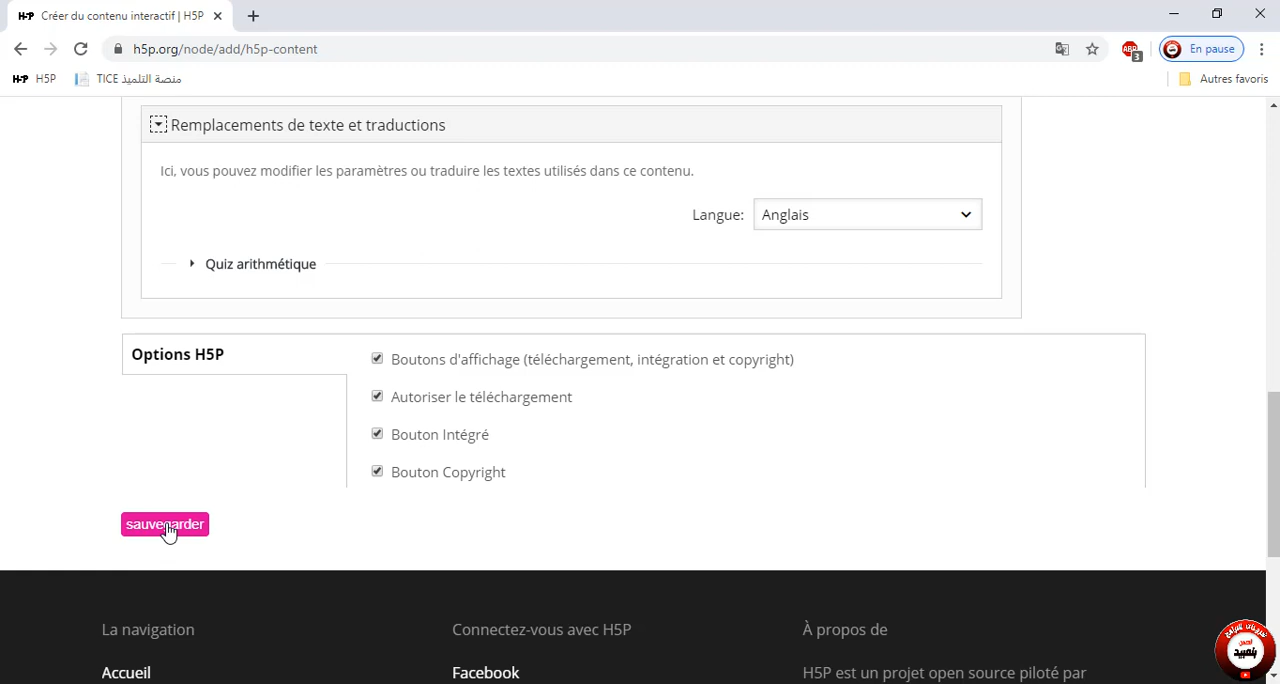 Créer du contenu interactif | H5P
h5p.org/node/add/h5p-content
ABP
3
En pause
H5P
منصة التلميذ TICE
Autres favoris
Remplacements de texte et traductions
Ici, vous pouvez modifier les paramètres ou traduire les textes utilisés dans ce contenu.
Langue:
Anglais
Quiz arithmétique
Options H5P
Boutons d'affichage (téléchargement, intégration et copyright)
Autoriser le téléchargement
Bouton Intégré
Bouton Copyright
sauvegarder
La navigation
Connectez-vous avec H5P
À propos de
Accueil
Facebook
H5P est un projet open source piloté par